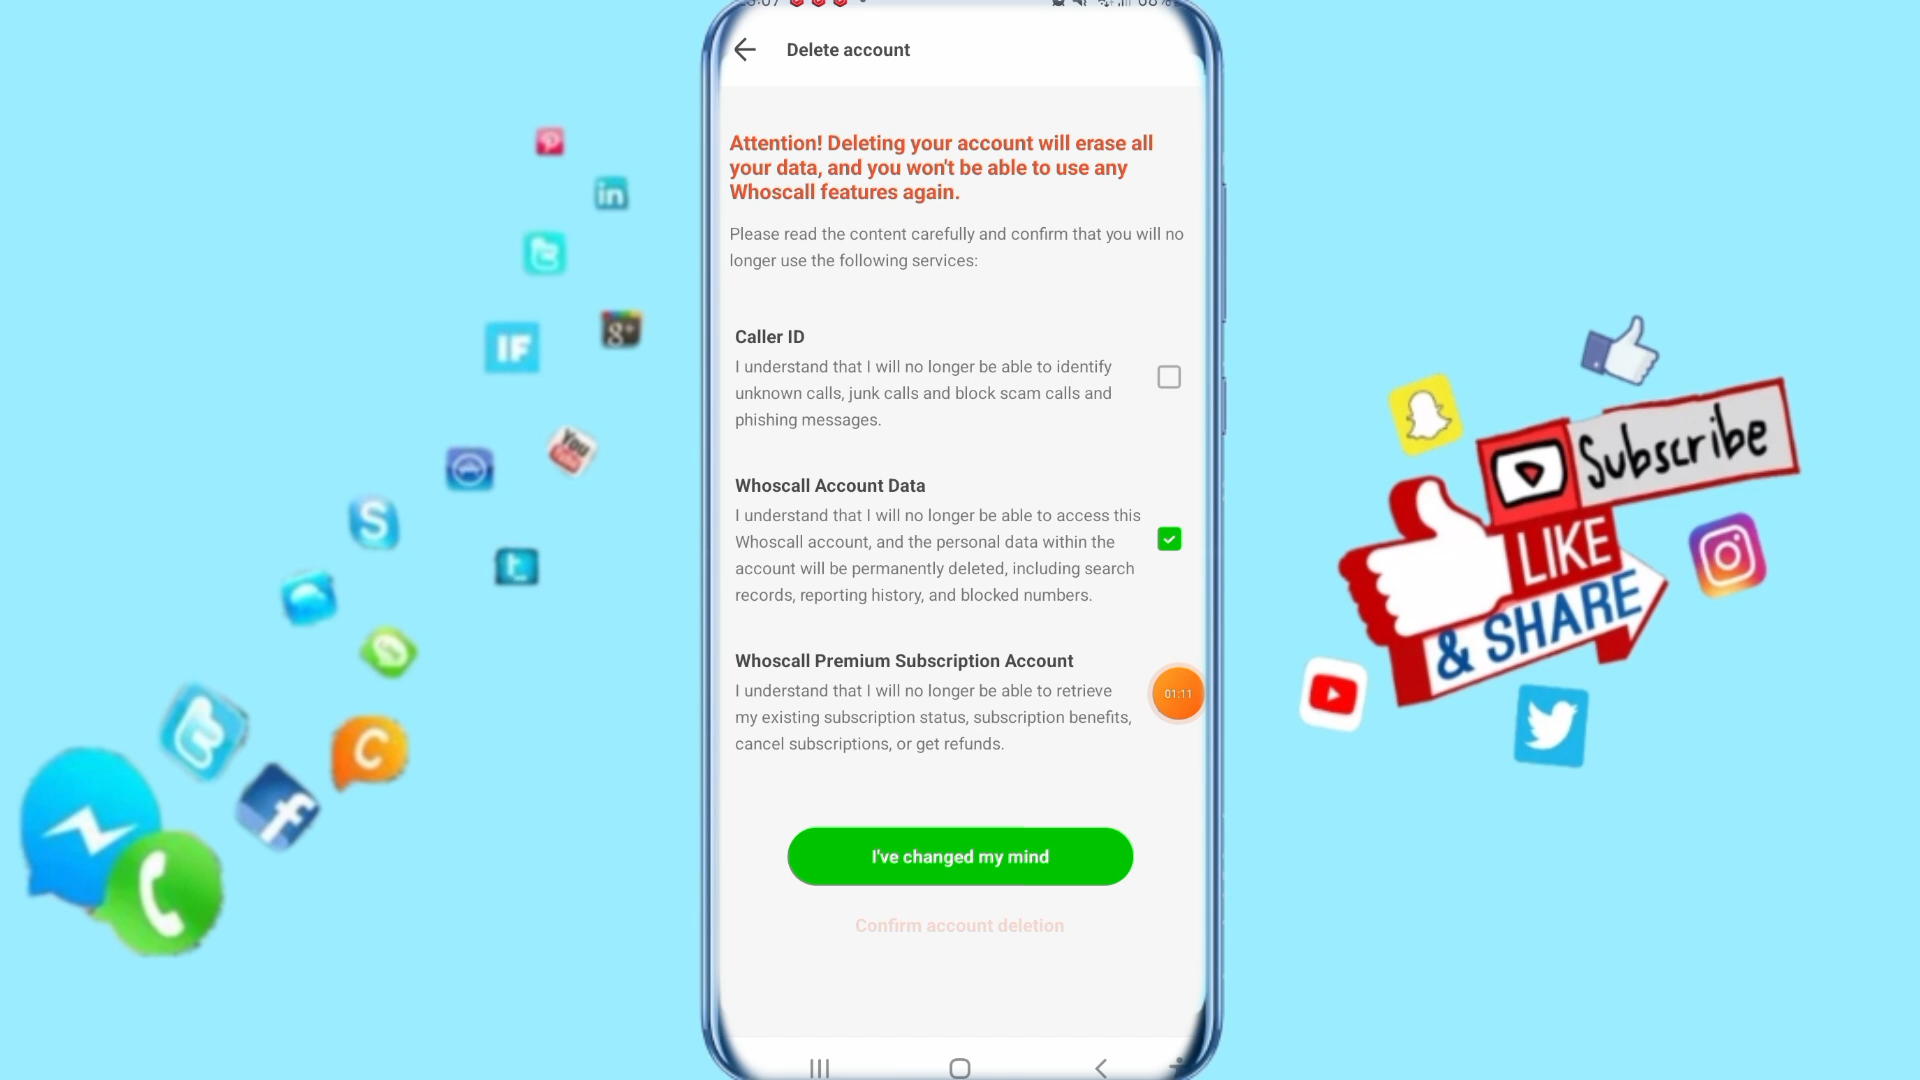 Delete account
Attention! Deleting your account will erase all
your data, and you won't be able to use any
Whoscall features again.
Please read the content carefully and confirm that you will no
longer use the following services:
Caller ID
I understand that I will no longer be able to identify
unknown calls, junk calls and block scam calls and
phishing messages.
Whoscall Account Data
I understand that I will no longer be able to access this
Whoscall account, and the personal data within the
account will be permanently deleted, including search
records, reporting history, and blocked numbers.
Whoscall Premium Subscription Account
I understand that I will no longer be able to retrieve
my existing subscription status, subscription benefits,
cancel subscriptions, or get refunds.
01:11
I've changed my mind
Confirm account deletion
in
IF
g+
You
S
t
C
f
Subscribe
LIKE
& SHARE